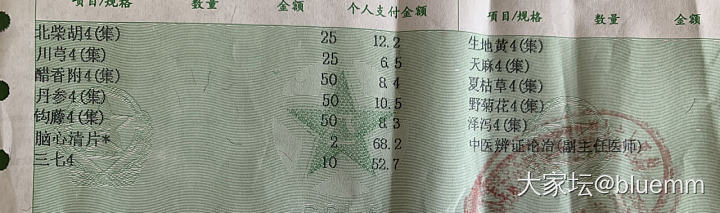 项目/规格 数量 金额 个人支付金额 项目/规格 数量 金额
北柴胡4(集) 25 12.2 生地黄4(集)
川芎4(集) 25 6.5 天麻4(集)
醋香附4(集) 50 8.4 夏枯草4(集)
丹参4(集) 50 10.5 野菊花4(集)
钩藤4(集) 50 8.3 泽泻4(集)
脑心清片* 2 68.2 中医辨证论治(副主任医师)
三七4 10 52.7
大家坛@bluemm